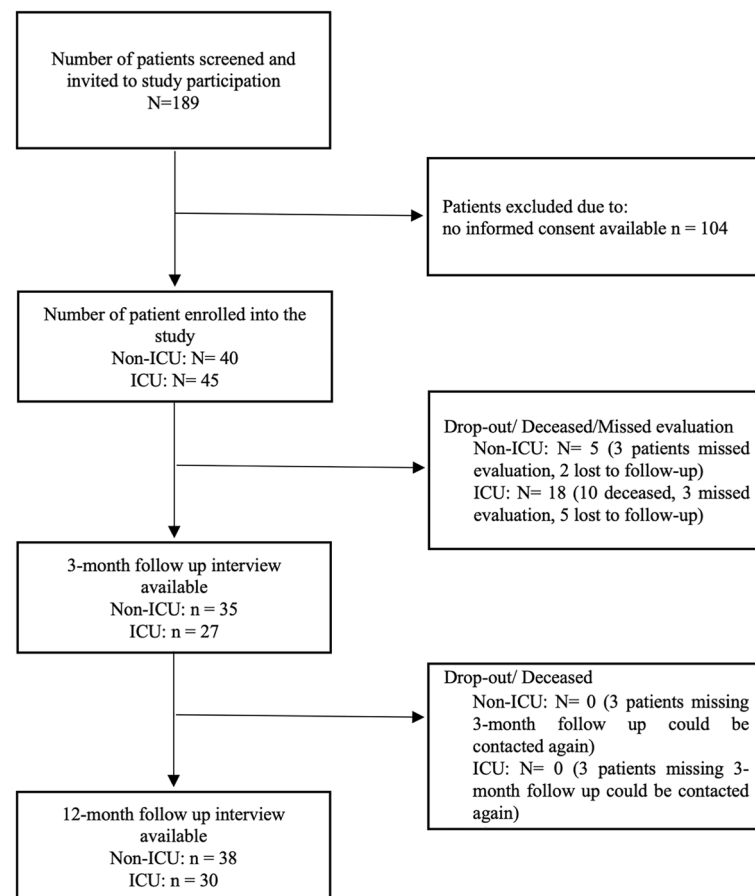 Number of patients screened and
invited to study participation
N=189
Patients excluded due to:
no informed consent available n = 104
Number of patient enrolled into the
study
Non-ICU: N= 40
ICU: N= 45
Drop-out/ Deceased/Missed evaluation
Non-ICU: N= 5 (3 patients missed
evaluation, 2 lost to follow-up)
ICU: N= 18 (10 deceased, 3 missed
evaluation, 5 lost to follow-up)
3-month follow up interview
available
Non-ICU: n = 35
ICU: n = 27
Drop-out/ Deceased
Non-ICU: N= 0 (3 patients missing
3-month follow up could be
contacted again)
ICU: N= 0 (3 patients missing 3-
month follow up could be contacted
again)
12-month follow up interview
available
Non-ICU: n = 38
ICU: n = 30